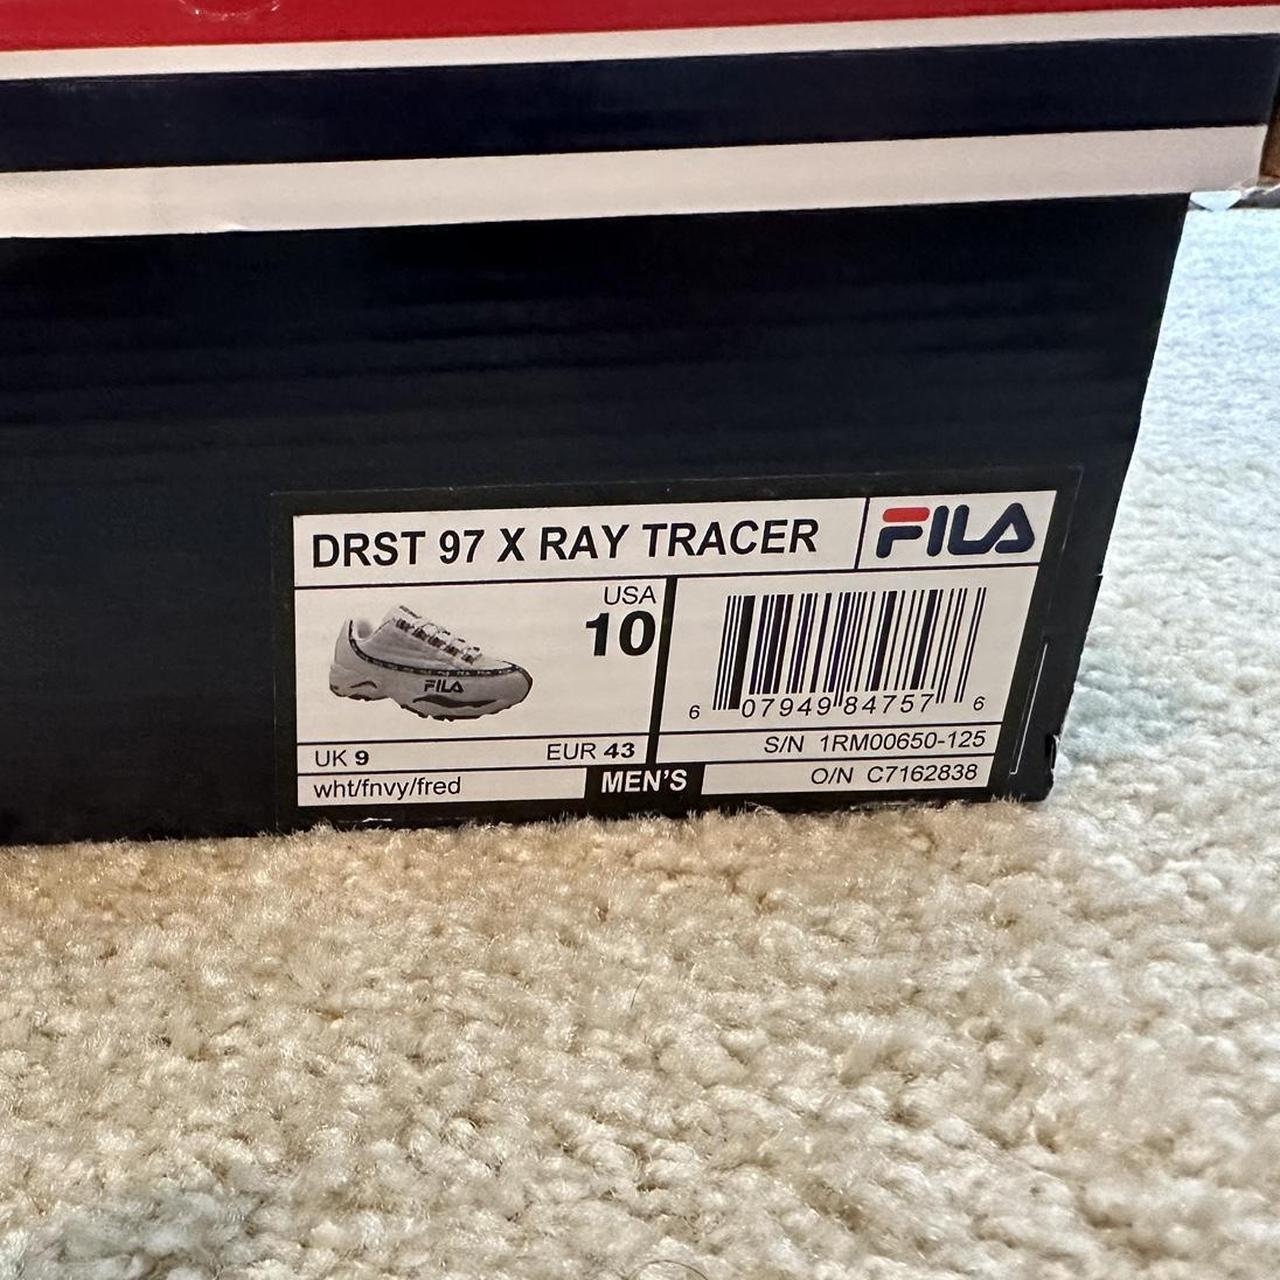 DRST 97 X RAY TRACER
FILA
USA
10
FILA
6 07949 84757 6
UK 9
EUR 43
S/N 1RM00650-125
wht/fnvy/fred
MEN'S
O/N C7162838